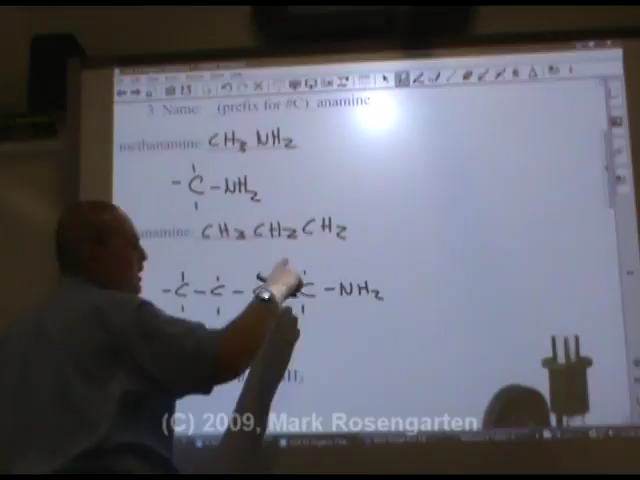 3 Name: (prefix for #C) anamine
methanamine CH3 NH2
- C - NH2
anamine: CH3 CH2 CH2
- C - C - C - C - NH2
(C) 2009, Mark Rosengarten